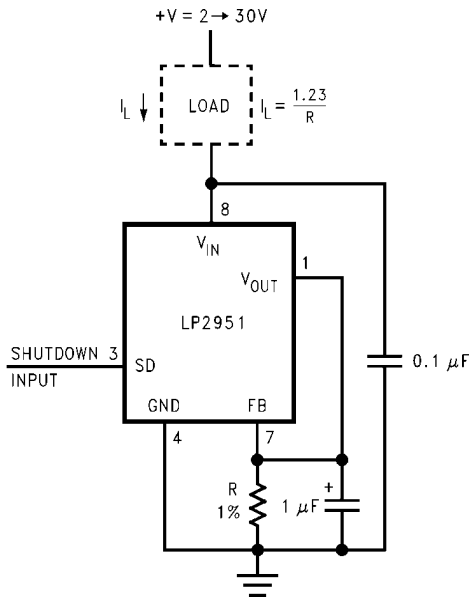 +V = 2 → 30V
I_L ↓
LOAD
I_L = 1.23/R
8
V_IN
1
V_OUT
LP2951
SHUTDOWN 3
INPUT
SD
0.1 µF
GND
FB
4
7
R
1%
+
1 µF